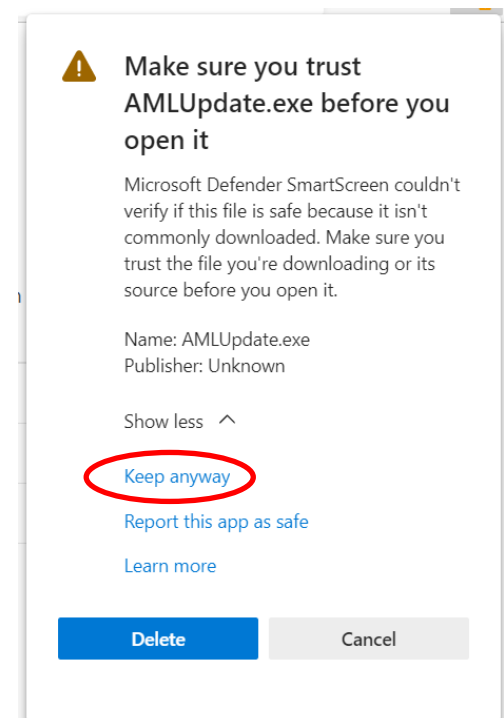 Make sure you trust
AMLUpdate.exe before you
open it
Microsoft Defender SmartScreen couldn't
verify if this file is safe because it isn't
commonly downloaded. Make sure you
trust the file you're downloading or its
source before you open it.
Name: AMLUpdate.exe
Publisher: Unknown
Show less
Keep anyway
Report this app as safe
Learn more
Delete Cancel